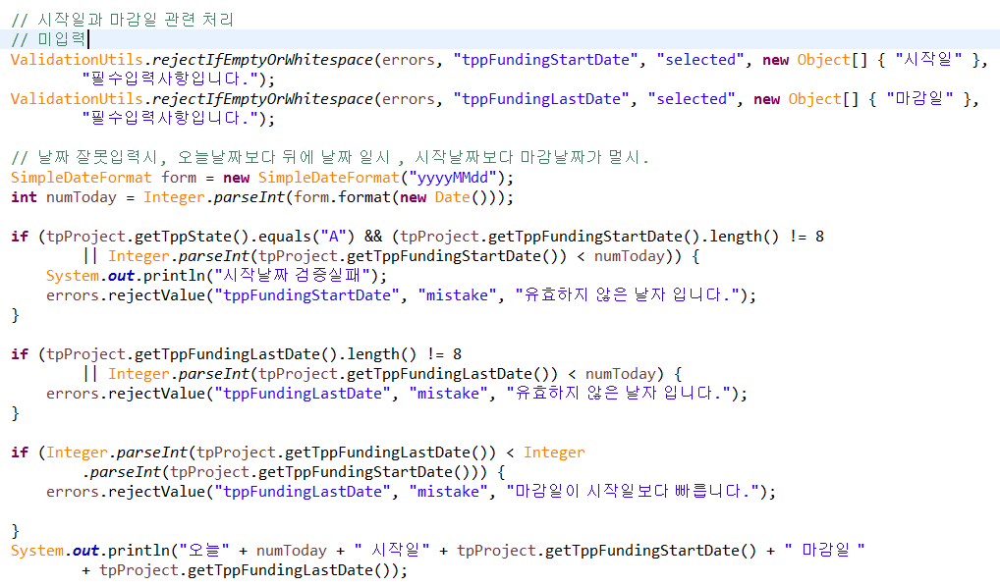 // 시작일과 마감일 관련 처리
// 미입력
ValidationUtils.rejectIfEmptyOrWhitespace(errors, "tppFundingStartDate", "selected", new Object[] { "시작일" },
        "필수입력사항입니다.");
ValidationUtils.rejectIfEmptyOrWhitespace(errors, "tppFundingLastDate", "selected", new Object[] { "마감일" },
        "필수입력사항입니다.");

// 날짜 잘못입력시, 오늘날짜보다 뒤에 날짜 일시 , 시작날짜보다 마감날짜가 멀시.
SimpleDateFormat form = new SimpleDateFormat("yyyyMMdd");
int numToday = Integer.parseInt(form.format(new Date()));

if (tpProject.getTppState().equals("A") && (tpProject.getTppFundingStartDate().length() != 8
        || Integer.parseInt(tpProject.getTppFundingStartDate()) < numToday)) {
    System.out.println("시작날짜 검증실패");
    errors.rejectValue("tppFundingStartDate", "mistake", "유효하지 않은 날자 입니다.");
}

if (tpProject.getTppFundingLastDate().length() != 8
        || Integer.parseInt(tpProject.getTppFundingLastDate()) < numToday) {
    errors.rejectValue("tppFundingLastDate", "mistake", "유효하지 않은 날자 입니다.");
}

if (Integer.parseInt(tpProject.getTppFundingLastDate()) < Integer
        .parseInt(tpProject.getTppFundingStartDate())) {
    errors.rejectValue("tppFundingLastDate", "mistake", "마감일이 시작일보다 빠릅니다.");

}
System.out.println("오늘" + numToday + " 시작일" + tpProject.getTppFundingStartDate() + " 마감일 "
        + tpProject.getTppFundingLastDate());